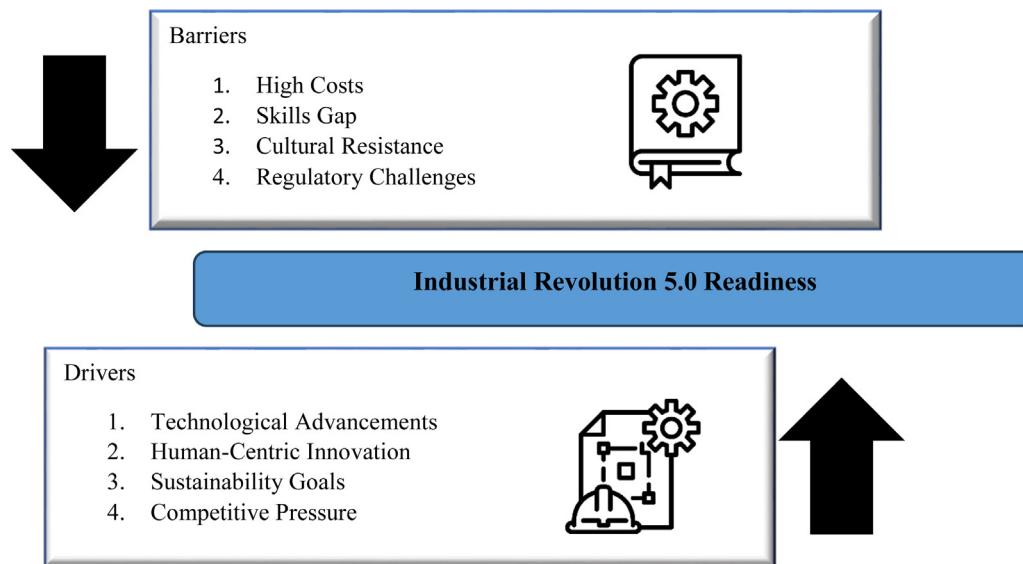 Barriers
1. High Costs
2. Skills Gap
3. Cultural Resistance
4. Regulatory Challenges
Industrial Revolution 5.0 Readiness
Drivers
1. Technological Advancements
2. Human-Centric Innovation
3. Sustainability Goals
4. Competitive Pressure